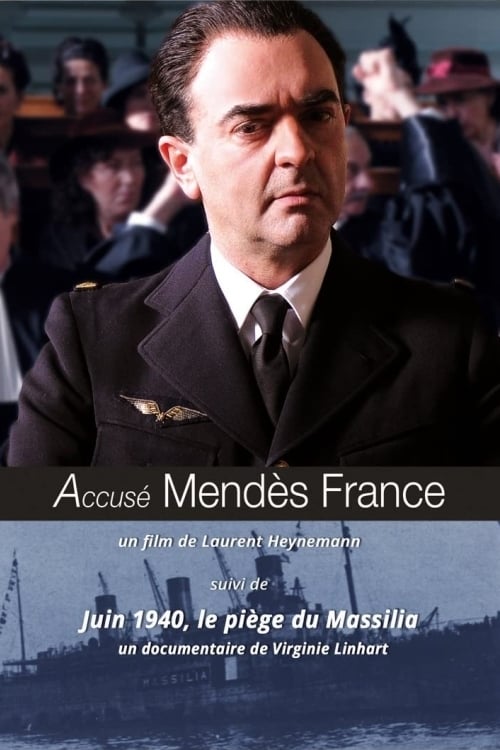 Accusé Mendès France
un film de Laurent Heynemann
suivi de
Juin 1940, le piège du Massilia
un documentaire de Virginie Linhart
MASSILIA